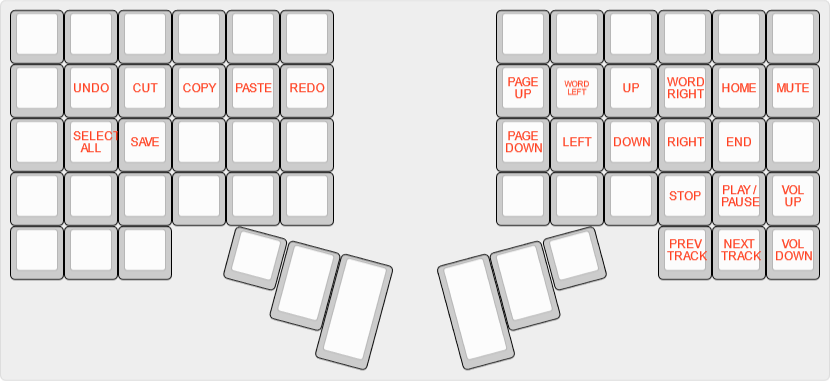 UNDO CUT COPY PASTE REDO PAGE UP WORD LEFT UP WORD RIGHT HOME MUTE
SELECT ALL SAVE PAGE DOWN LEFT DOWN RIGHT END
STOP PLAY / PAUSE VOL UP
PREV TRACK NEXT TRACK VOL DOWN